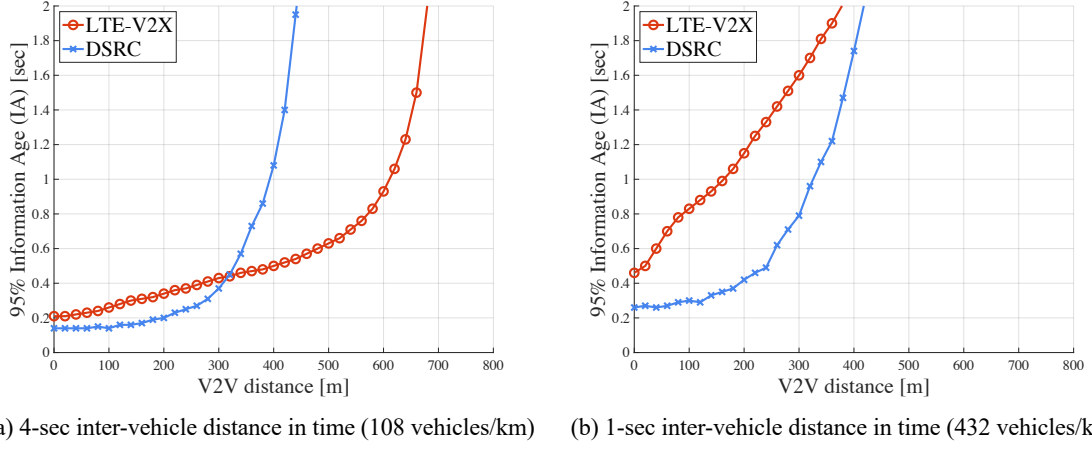 LTE-V2X
DSRC
95% Information Age (IA) [sec]
2
1.8
1.6
1.4
1.2
1
0.8
0.6
0.4
0.2
0
0 100 200 300 400 500 600 700 800
V2V distance [m]
) 4-sec inter-vehicle distance in time (108 vehicles/km)
LTE-V2X
DSRC
95% Information Age (IA) [sec]
2
1.8
1.6
1.4
1.2
1
0.8
0.6
0.4
0.2
0
0 100 200 300 400 500 600 700 800
V2V distance [m]
(b) 1-sec inter-vehicle distance in time (432 vehicles/k